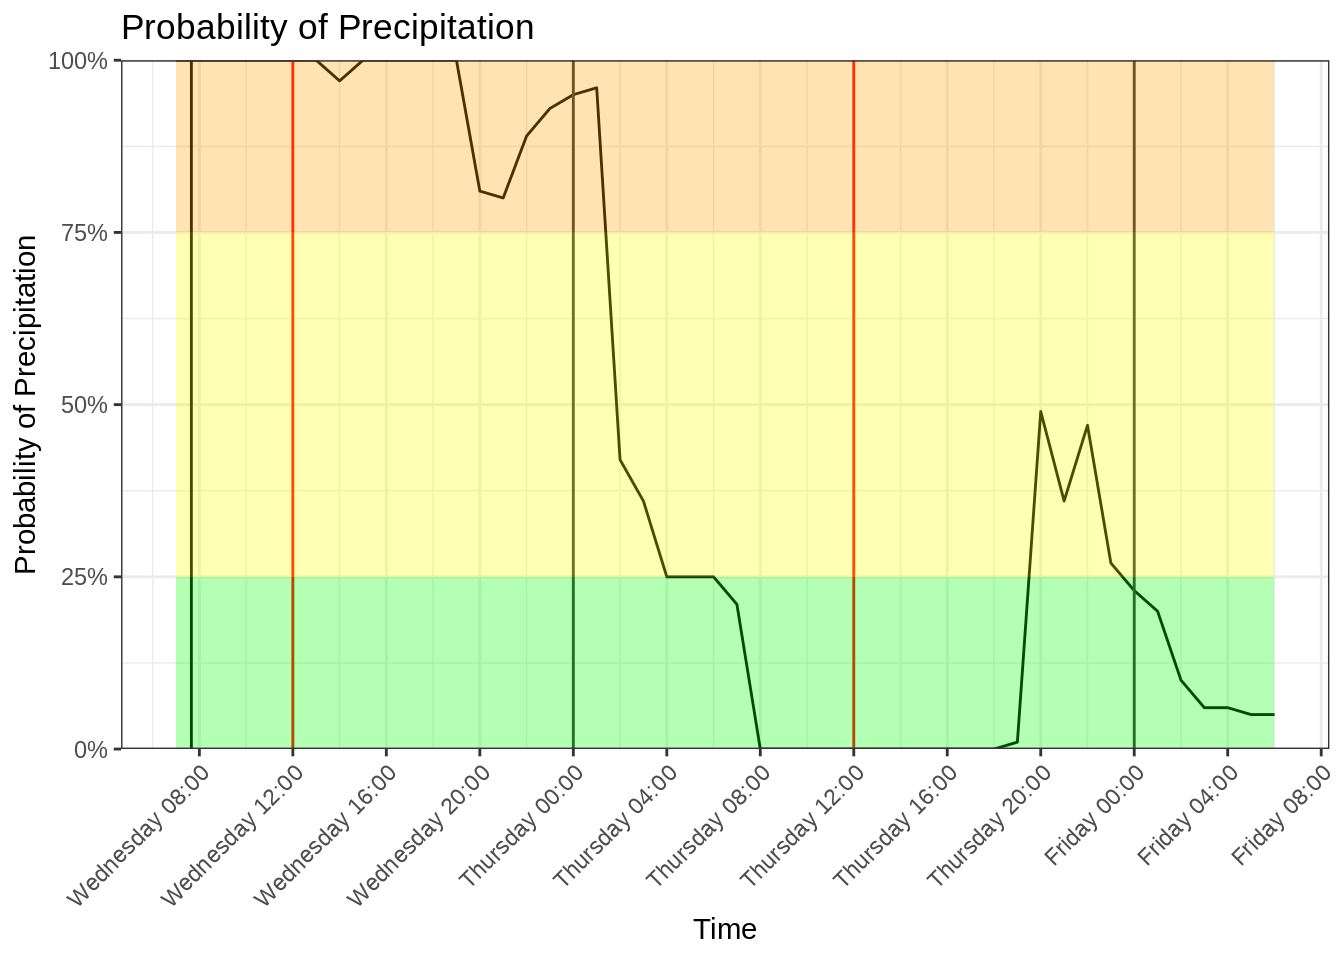 Probability of Precipitation
Probability of Precipitation
100%
75%
50%
25%
0%
Wednesday 08:00
Wednesday 12:00
Wednesday 16:00
Wednesday 20:00
Thursday 00:00
Thursday 04:00
Thursday 08:00
Thursday 12:00
Thursday 16:00
Thursday 20:00
Friday 00:00
Friday 04:00
Friday 08:00
Time